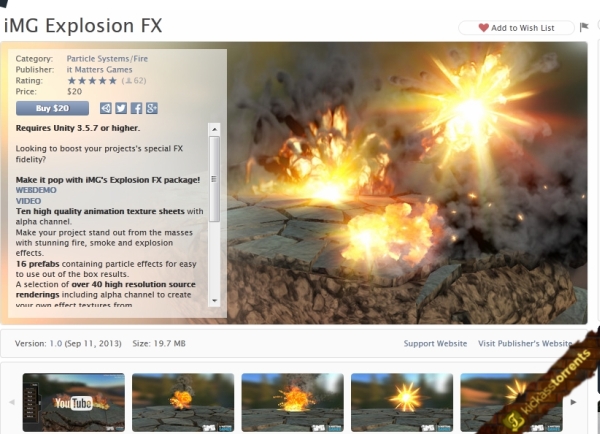 iMG Explosion FX
Add to Wish List
Category: Particle Systems/Fire
Publisher: it Matters Games
Rating: ★★★★★ (62)
Price: $20
Buy $20
Requires Unity 3.5.7 or higher.
Looking to boost your projects's special FX
fidelity?
Make it pop with iMG's Explosion FX package!
WEBDEMO
VIDEO
Ten high quality animation texture sheets with
alpha channel.
Make your project stand out from the masses
with stunning fire, smoke and explosion
effects.
16 prefabs containing particle effects for easy
to use out of the box results.
A selection of over 40 high resolution source
renderings including alpha channel to create
your own effect textures from.
Version: 1.0 (Sep 11, 2013) Size: 19.7 MB
Support Website Visit Publisher's Website
YouTube
kickasstorrents